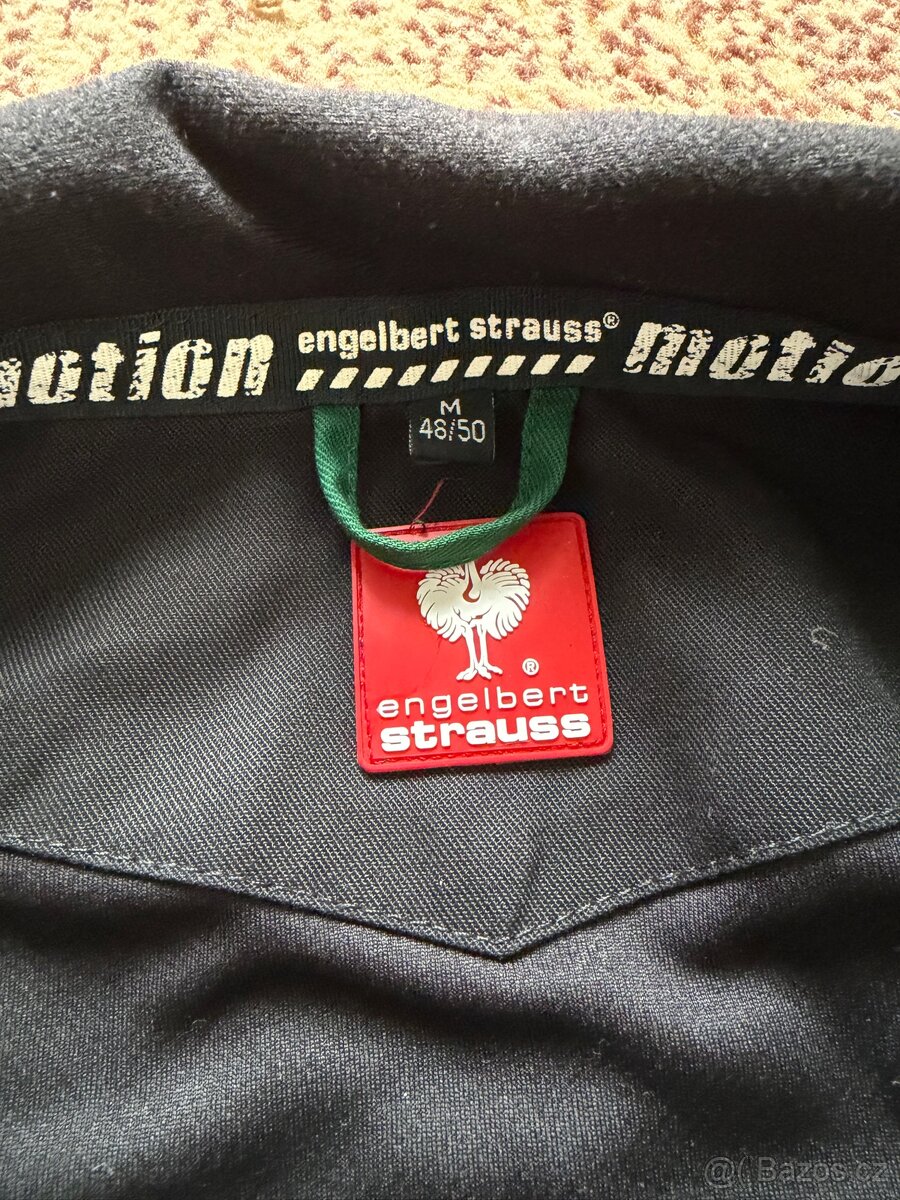 motion engelbert strauss® motio
M
48/50
®
engelbert
strauss
@( Bazos.cz